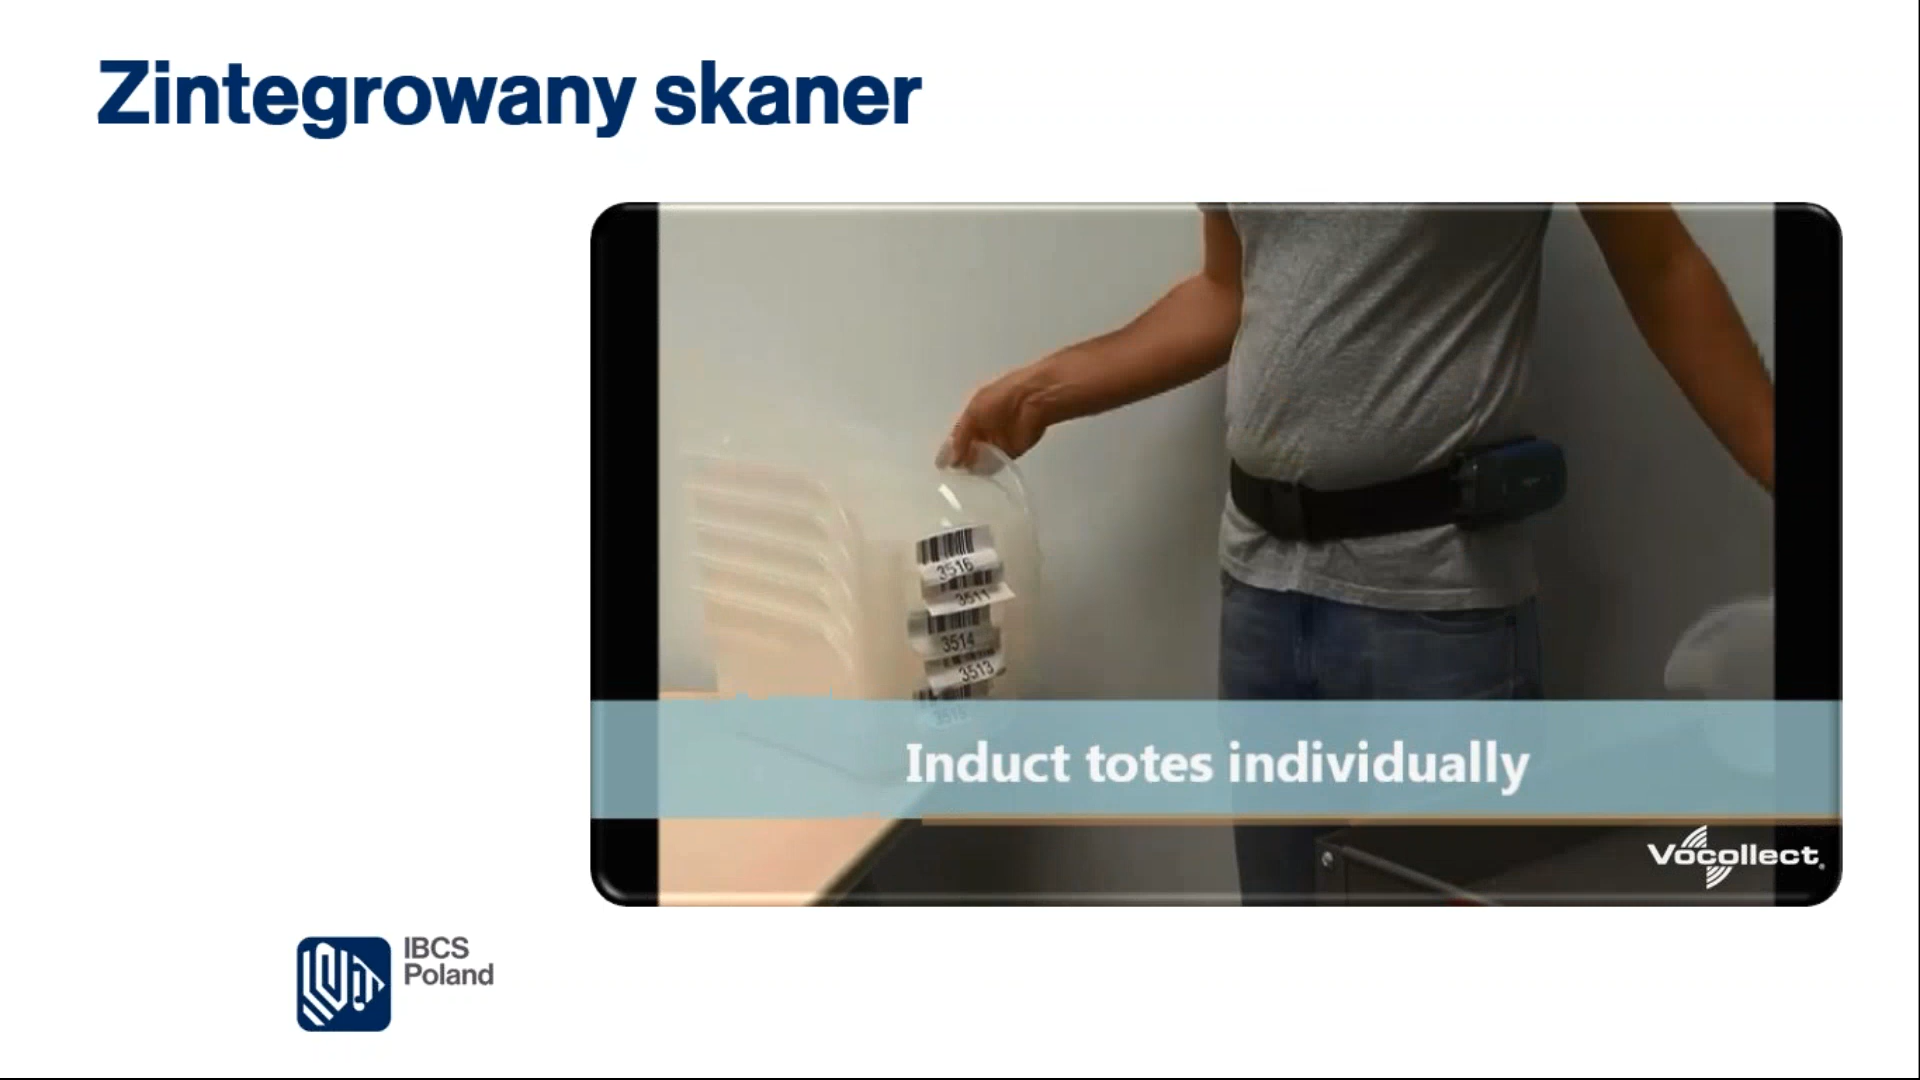 Zintegrowany skaner
3516
3511
3514
3513
Induct totes individually
Vocollect
IBCS
Poland